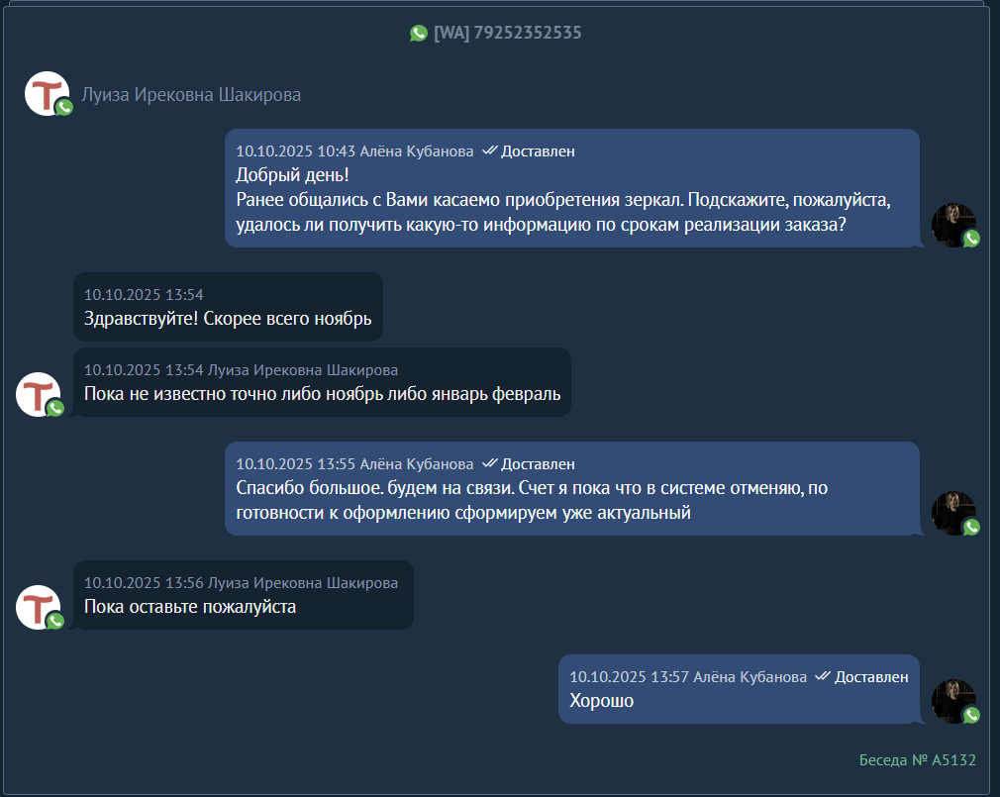 [WA] 79252352535
Луиза Ирековна Шакирова
10.10.2025 10:43 Алёна Кубанова Доставлен
Добрый день!
Ранее общались с Вами касаемо приобретения зеркал. Подскажите, пожалуйста,
удалось ли получить какую-то информацию по срокам реализации заказа?
10.10.2025 13:54
Здравствуйте! Скорее всего ноябрь
10.10.2025 13:54 Луиза Ирековна Шакирова
Пока не известно точно либо ноябрь либо январь февраль
10.10.2025 13:55 Алёна Кубанова Доставлен
Спасибо большое. будем на связи. Счет я пока что в системе отменяю, по
готовности к оформлению сформируем уже актуальный
10.10.2025 13:56 Луиза Ирековна Шакирова
Пока оставьте пожалуйста
10.10.2025 13:57 Алёна Кубанова Доставлен
Хорошо
Беседа № A5132